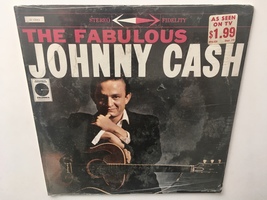 STEREO FIDELITY
AS SEEN
ON TV
$1.99
THE FABULOUS
JOHNNY CASH